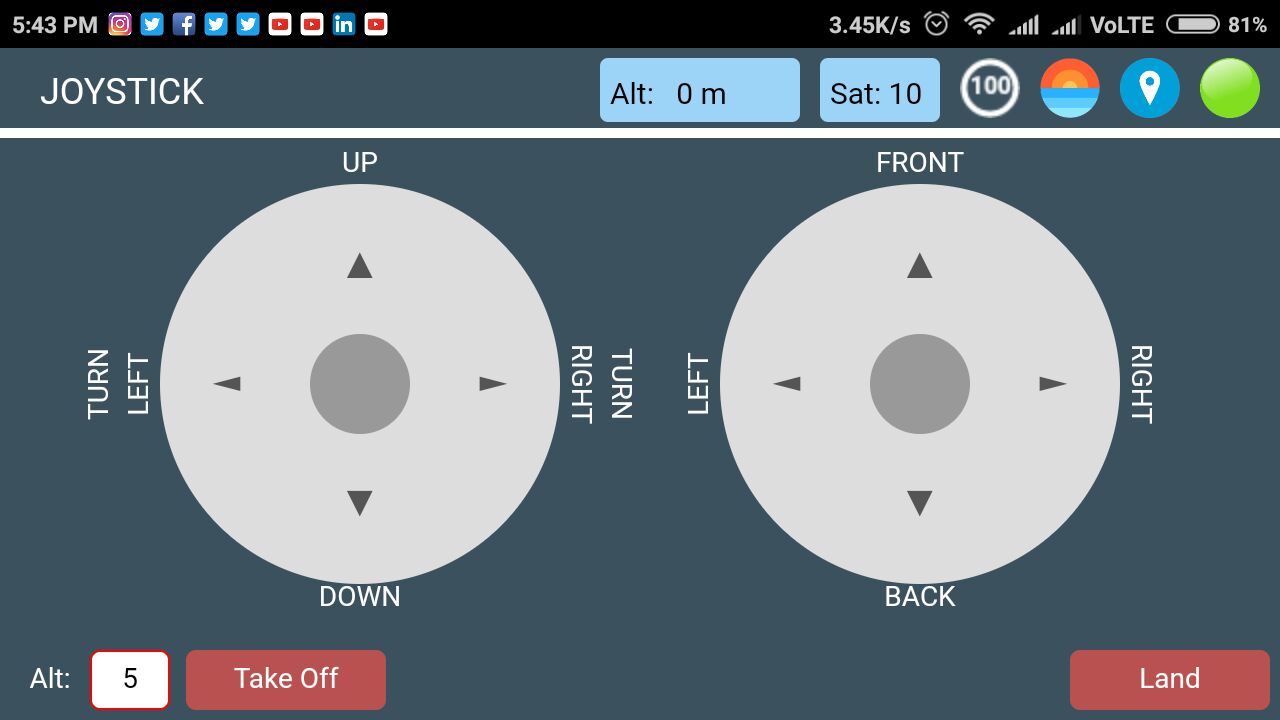 5:43 PM 3.45K/s VoLTE 81%
JOYSTICK Alt: 0 m Sat: 10 100
UP FRONT
TURN
LEFT
RIGHT
TURN
LEFT
RIGHT
DOWN BACK
Alt: 5 Take Off Land